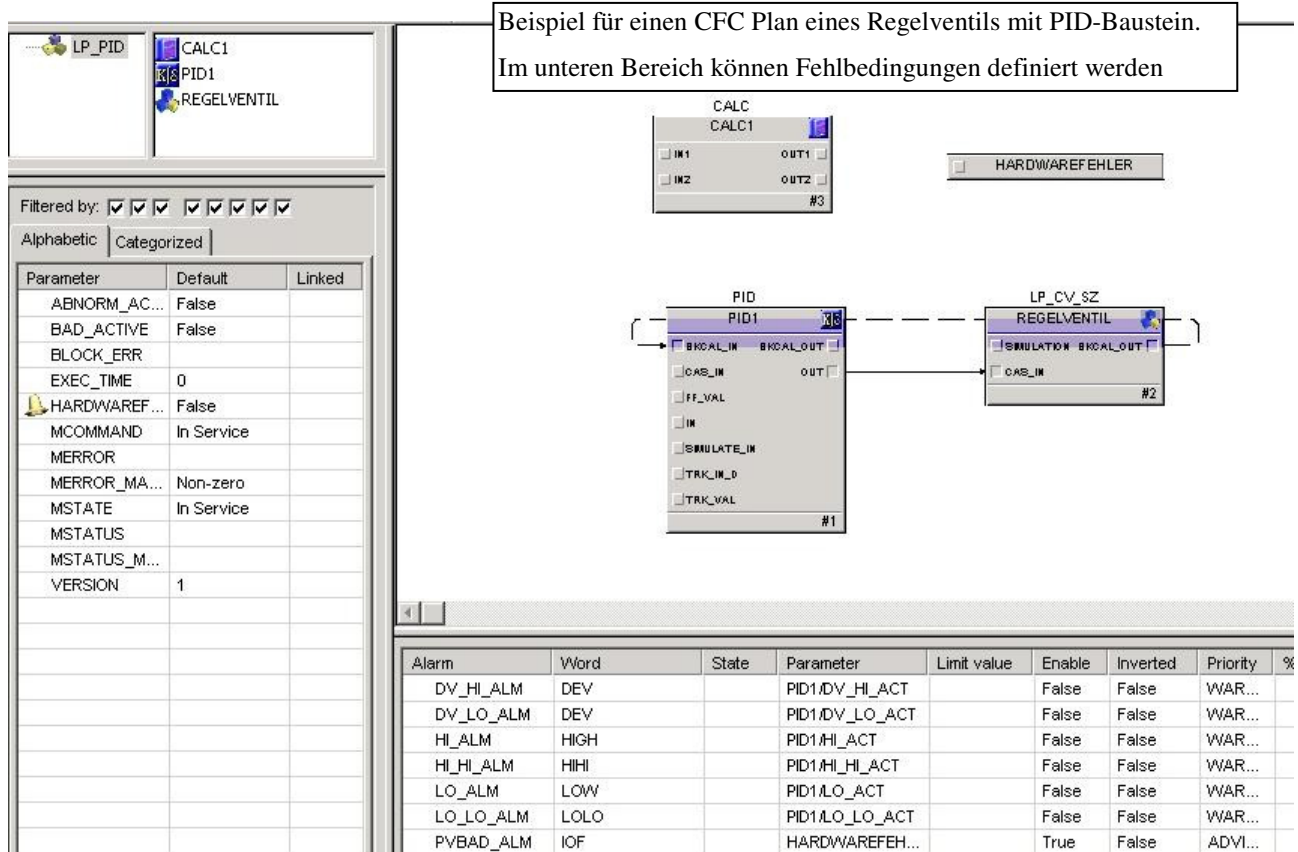 Beispiel für einen CFC Plan eines Regelventils mit PID-Baustein.
Im unteren Bereich können Fehlbedingungen definiert werden
LP_PID
CALC1
PID1
REGELVENTIL
Filtered by:
Alphabetic Categorized
Parameter Default Linked
ABNORM_AC... False
BAD_ACTIVE False
BLOCK_ERR
EXEC_TIME 0
HARDWAREF... False
MCOMMAND In Service
MERROR
MERROR_MA... Non-zero
MSTATE In Service
MSTATUS
MSTATUS_M...
VERSION 1
CALC
CALC1
IN1 OUT1
IN2 OUT2
#3
HARDWAREFEHLER
PID
PID1
BKCAL_IN BKCAL_OUT
CAS_IN OUT
FF_VAL
IN
SIMULATE_IN
TRK_IN_D
TRK_VAL
#1
LP_CV_SZ
REGELVENTIL
SIMULATION BKCAL_OUT
CAS_IN
#2
Alarm Word State Parameter Limit value Enable Inverted Priority %
DV_HI_ALM DEV PID1/DV_HI_ACT False False WAR...
DV_LO_ALM DEV PID1/DV_LO_ACT False False WAR...
HI_ALM HIGH PID1/HI_ACT False False WAR...
HI_HI_ALM HIHI PID1/HI_HI_ACT False False WAR...
LO_ALM LOW PID1/LO_ACT False False WAR...
LO_LO_ALM LOLO PID1/LO_LO_ACT False False WAR...
PVBAD_ALM IOF HARDWAREFEH... True False ADVI...